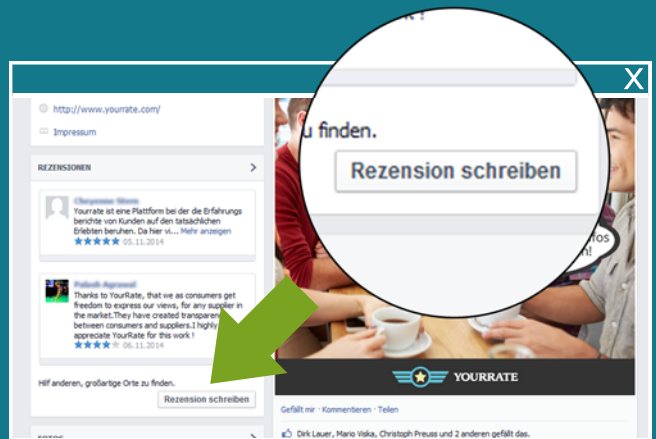 X
http://www.yourrate.com/
Impressum
REZENSIONEN
Yourrate ist eine Plattform bei der die Erfahrungs
berichte von Kunden auf den tatsächlichen
Erlebten beruhen. Da hier vi... Mehr anzeigen
★★★★★ 05.11.2014
Thanks to YourRate, that we as consumers get
freedom to express our views, for any supplier in
the market.They have created transparen
between consumers and suppliers.I highly
appreciate YourRate for this work !
★★★★☆ 06.11.2014
Hilf anderen, großartige Orte zu finden.
Rezension schreiben
FOTOS
u finden.
Rezension schreiben
fos
n!
YOURRATE
Gefällt mir · Kommentieren · Teilen
Dirk Lauer, Mario Viska, Christoph Preuss und 2 anderen gefällt das.